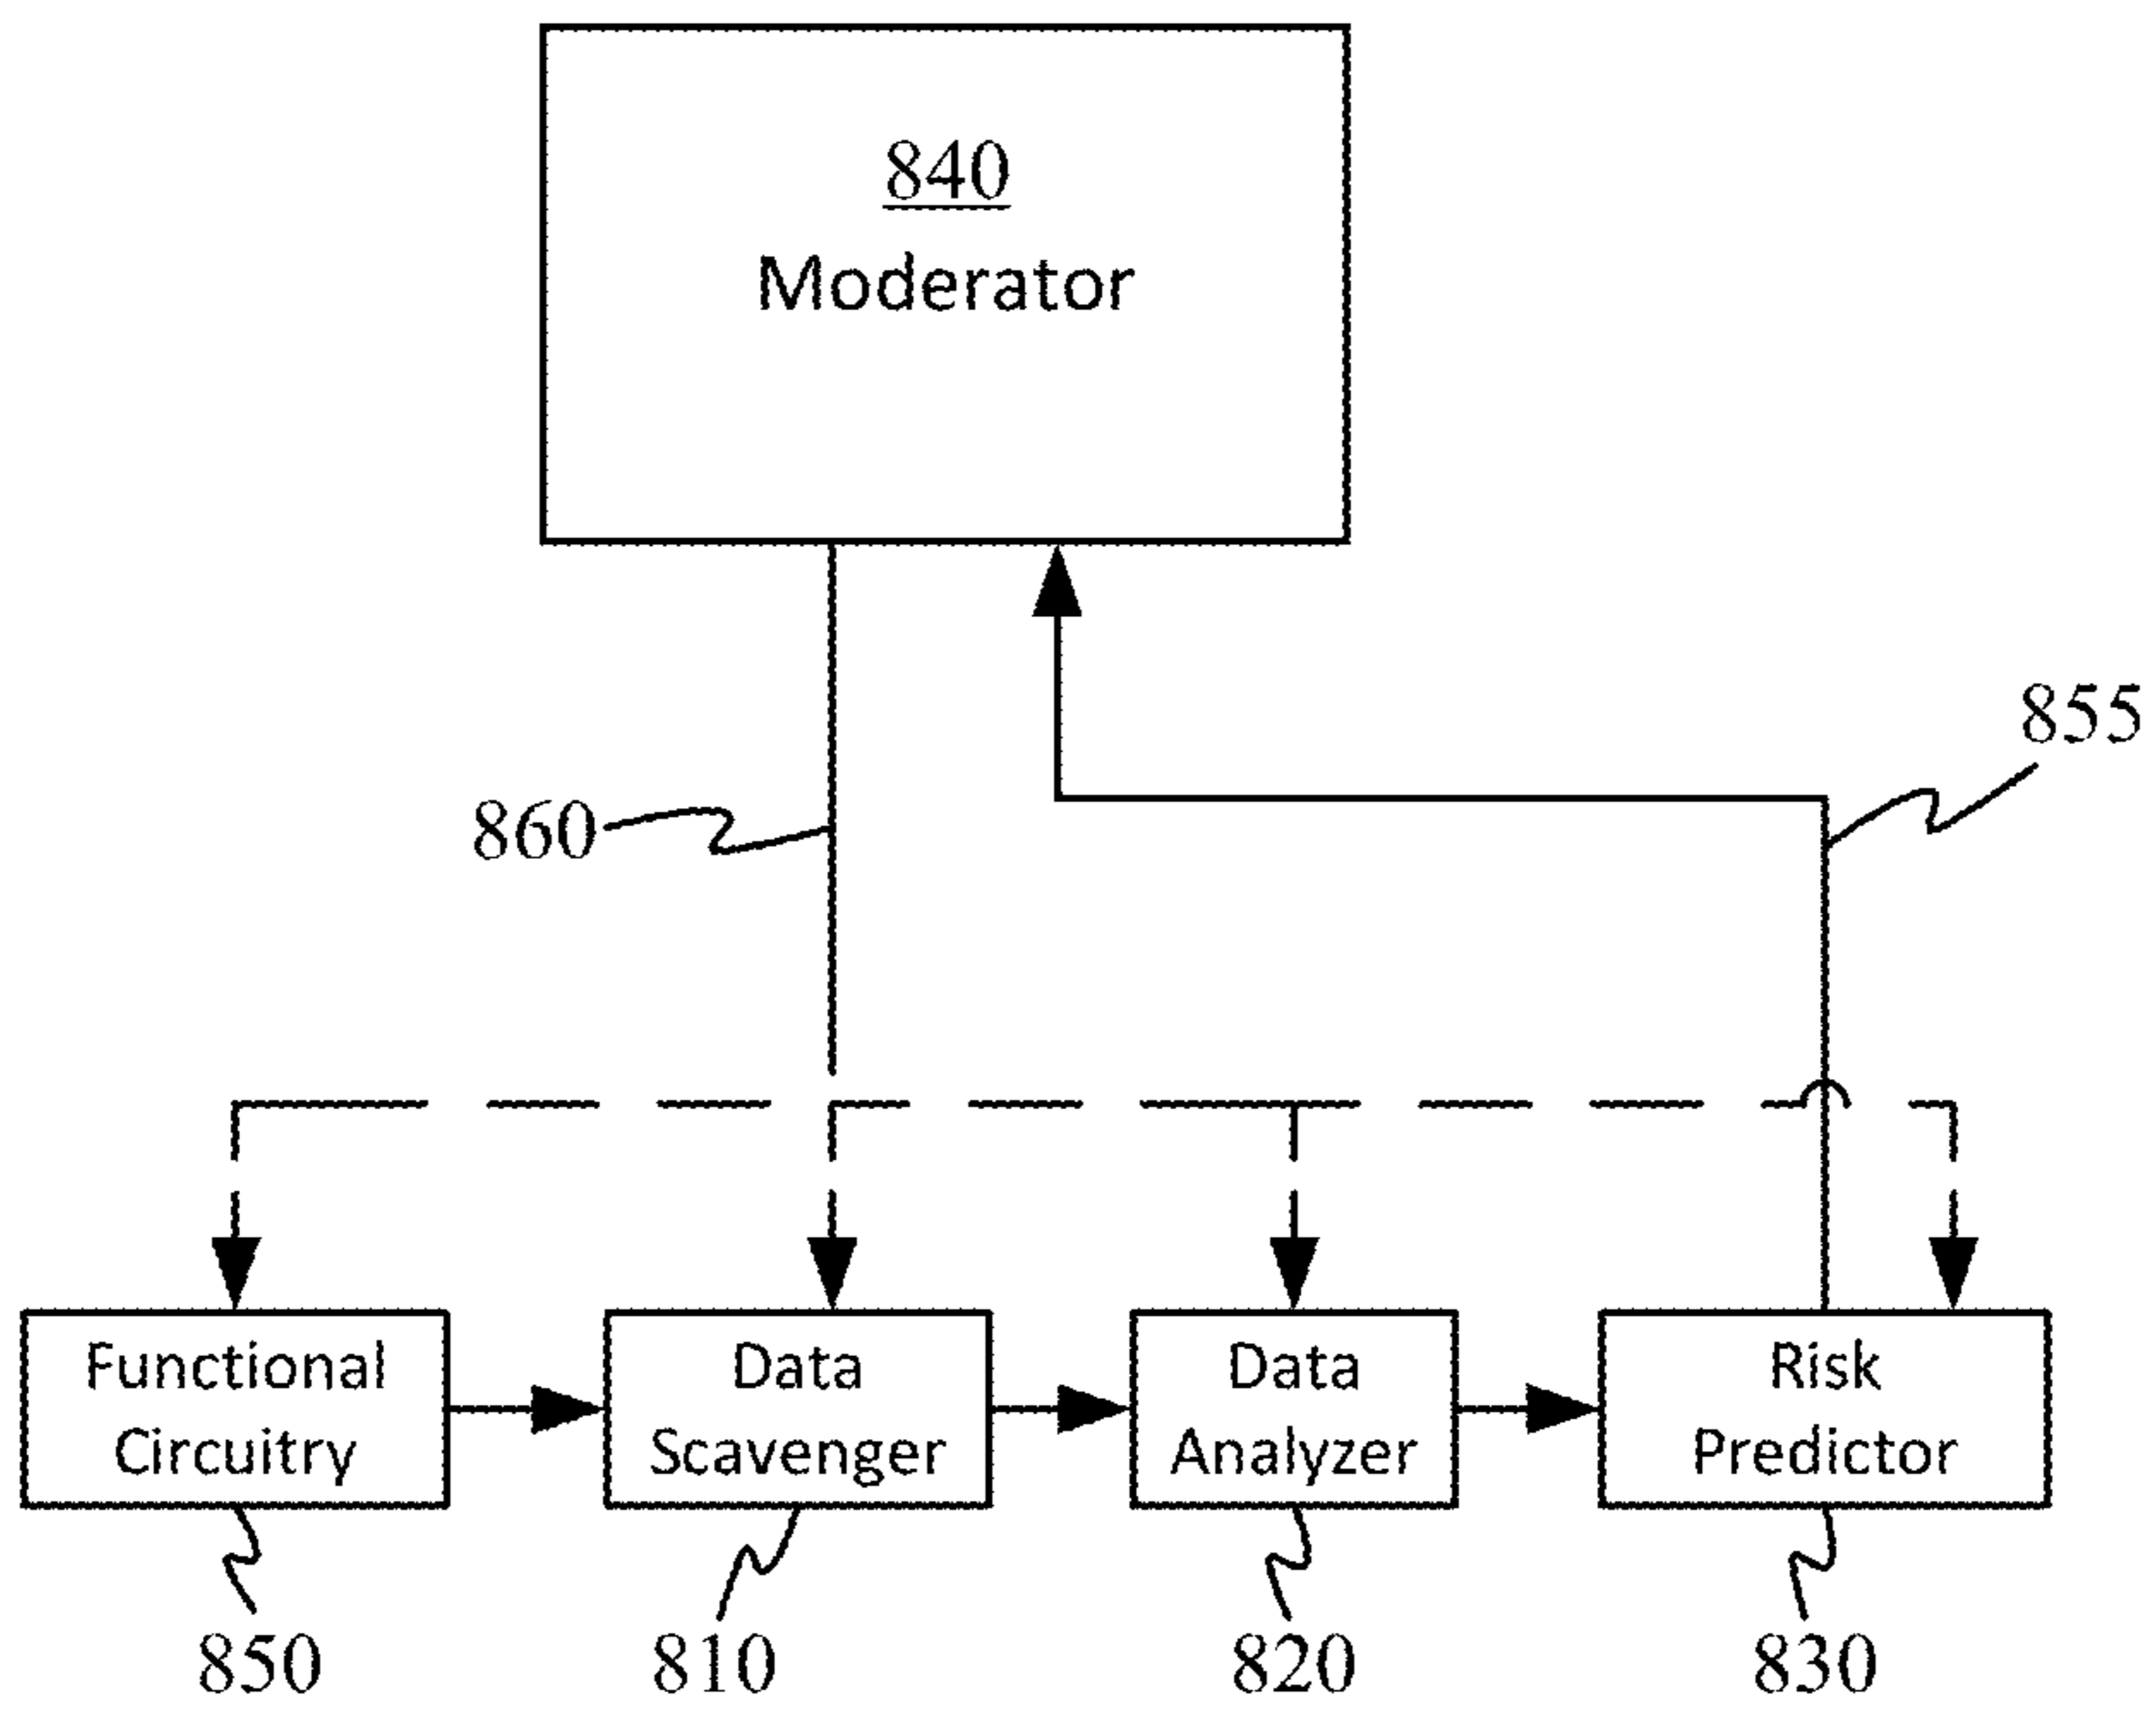 840
Moderator
855
860
Functional
Circuitry
Data
Scavenger
Data
Analyzer
Risk
Predictor
850
810
820
830